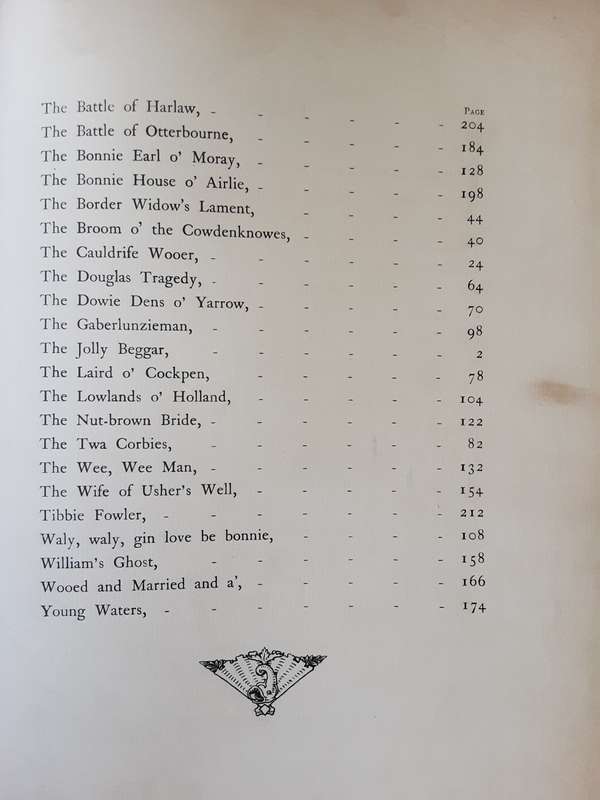 PAGE
The Battle of Harlaw, - - - - - - 204
The Battle of Otterbourne, - - - - - 184
The Bonnie Earl o' Moray, - - - - - 128
The Bonnie House o' Airlie, - - - - - 198
The Border Widow's Lament, - - - - 44
The Broom o' the Cowdenknowes, - - - - 40
The Cauldrife Wooer, - - - - - - 24
The Douglas Tragedy, - - - - - - 64
The Dowie Dens o' Yarrow, - - - - - 70
The Gaberlunzieman, - - - - - - 98
The Jolly Beggar, - - - - - - 2
The Laird o' Cockpen, - - - - - 78
The Lowlands o' Holland, - - - - - 104
The Nut-brown Bride, - - - - - - 122
The Twa Corbies, - - - - - - 82
The Wee, Wee Man, - - - - - - 132
The Wife of Usher's Well, - - - - - 154
Tibbie Fowler, - - - - - - - 212
Waly, waly, gin love be bonnie, - - - - 108
William's Ghost, - - - - - - 158
Wooed and Married and a', - - - - - 166
Young Waters, - - - - - - - 174